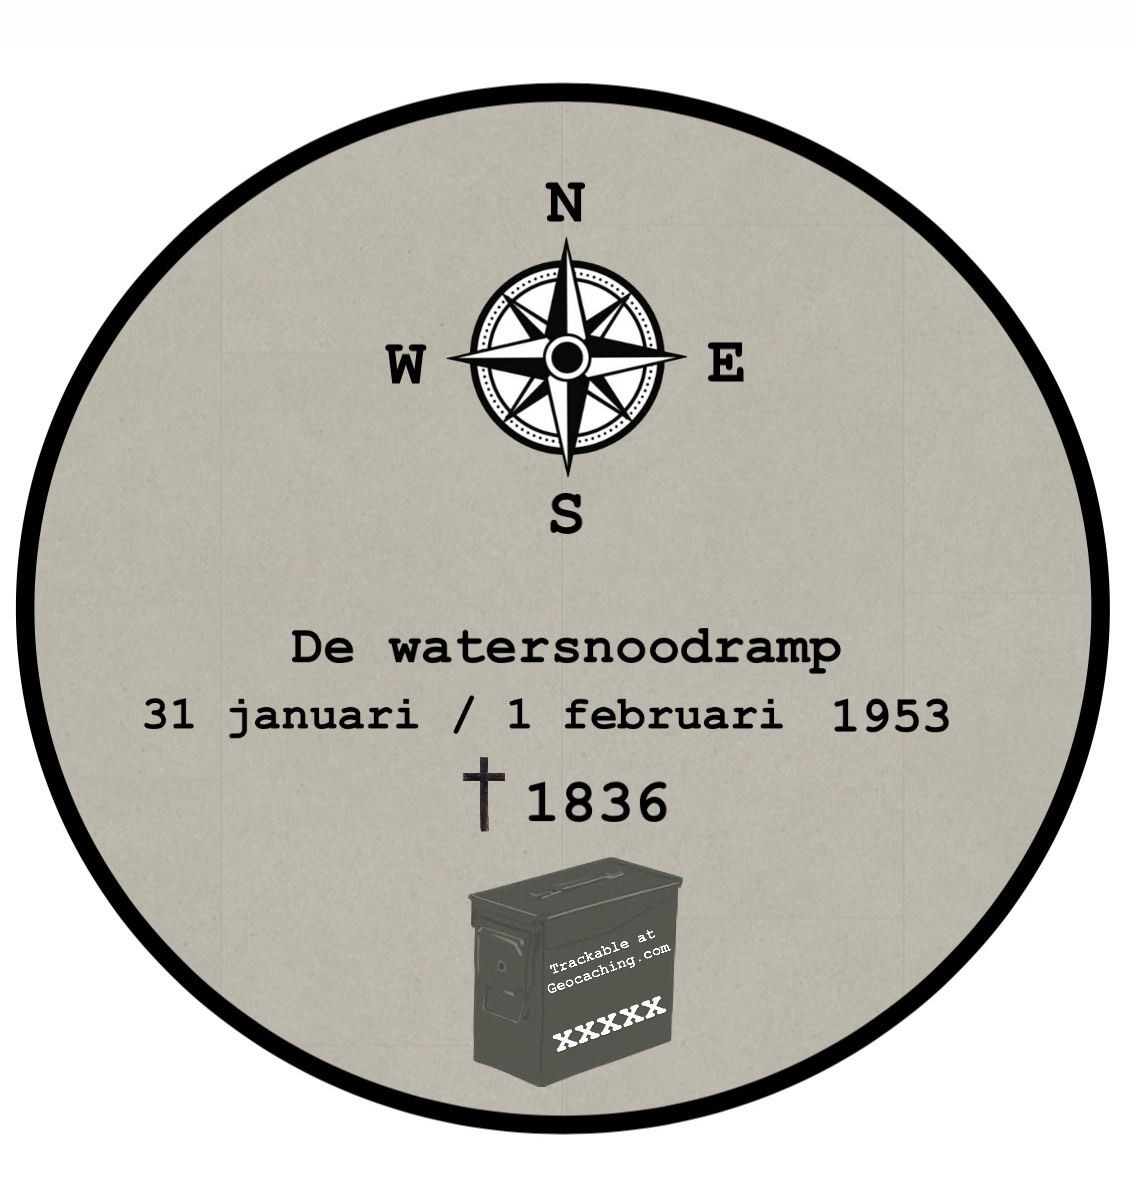 N
W E
S
De watersnoodramp
31 januari / 1 februari 1953
1836
Trackable at
Geocaching.com
XXXXX